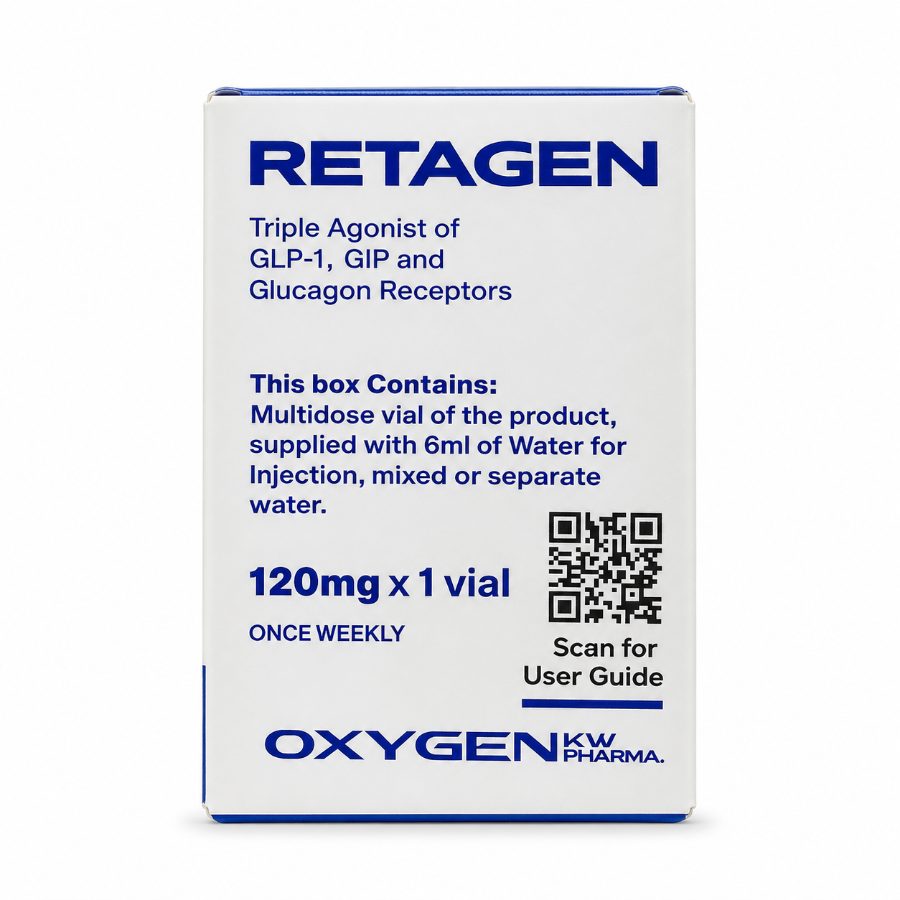 RETAGEN
Triple Agonist of
GLP-1, GIP and
Glucagon Receptors
This box Contains:
Multidose vial of the product,
supplied with 6ml of Water for
Injection, mixed or separate
water.
120mg x 1 vial
ONCE WEEKLY
Scan for
User Guide
OXYGEN KW
PHARMA.